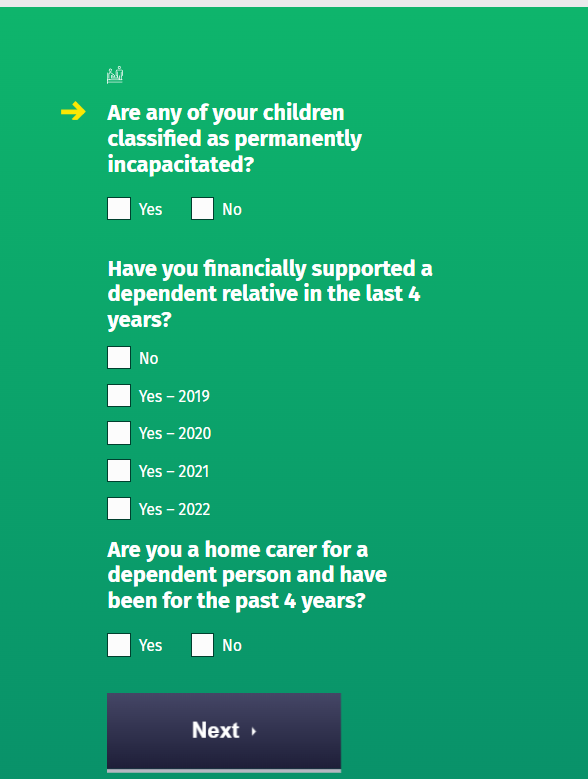 Are any of your children
classified as permanently
incapacitated?
Yes No
Have you financially supported a
dependent relative in the last 4
years?
No
Yes – 2019
Yes – 2020
Yes – 2021
Yes – 2022
Are you a home carer for a
dependent person and have
been for the past 4 years?
Yes No
Next